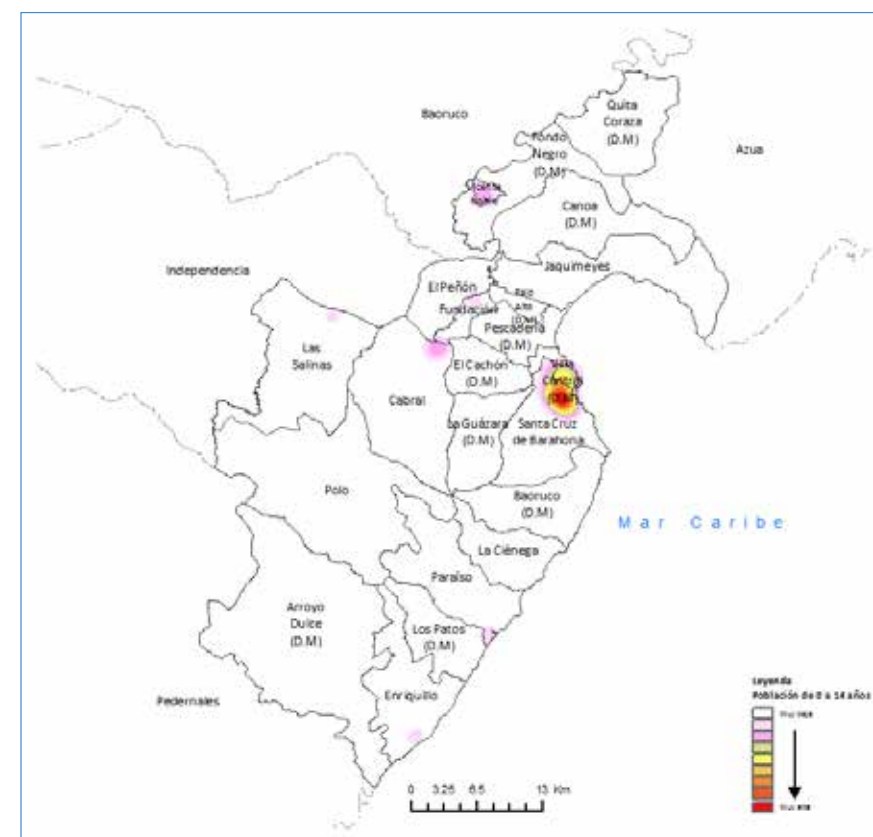 Quita
Coraza
(D.M)
Baoruco
Fondo
Negro
(D.M)
Azua
Canoa
(D.M)
Independencia
Jaquimeyes
El Peñón
Fundación
Pescadería
(D.M)
Las
Salinas
El Cachón
(D.M)
Cabral
La Guázara
(D.M)
Santa Cruz
de Barahona
Polo
Baoruco
(D.M)
Mar Caribe
La Ciénega
Paraíso
Arroyo
Dulce
(D.M)
Los Patos
(D.M)
Enriquillo
Pedernales
Leyenda
Población de 0 a 14 años
0 3.25 6.5 13 Km